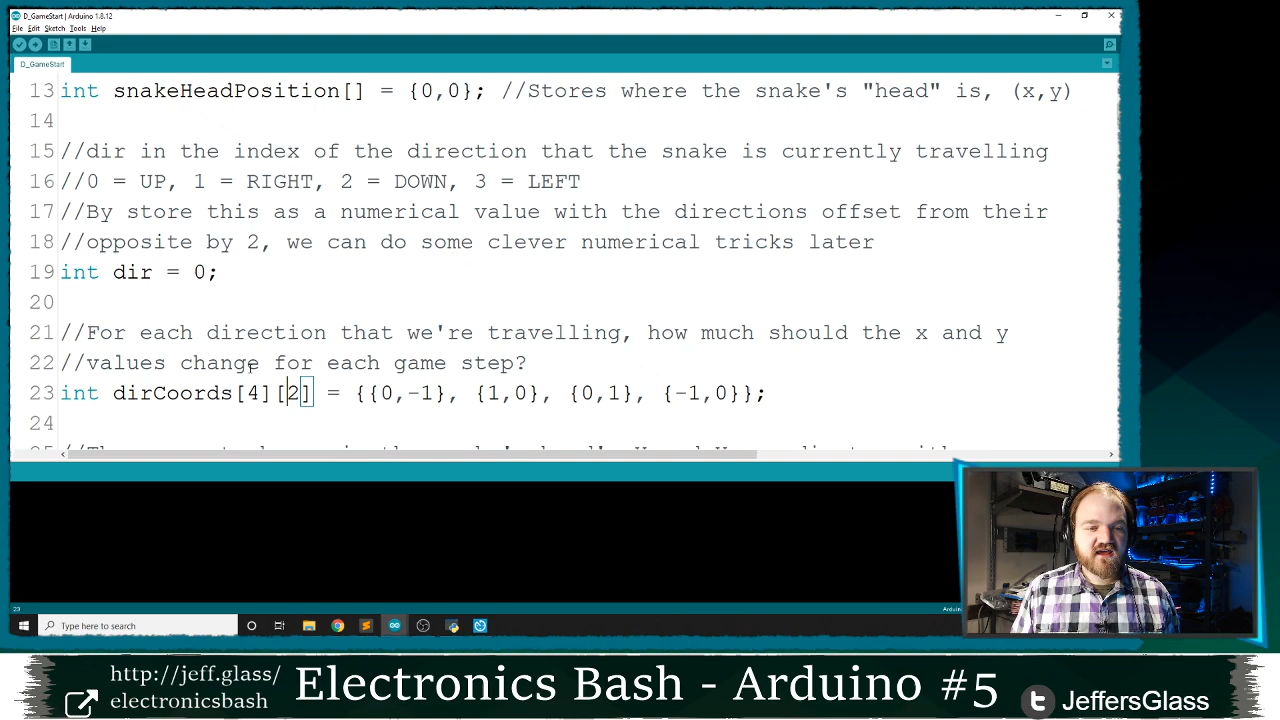 D_GameStart | Arduino 1.8.12
File Edit Sketch Tools Help
D_GameStart
13 int snakeHeadPosition[] = {0,0}; //Stores where the snake's "head" is, (x,y)
14
15 //dir in the index of the direction that the snake is currently travelling
16 //0 = UP, 1 = RIGHT, 2 = DOWN, 3 = LEFT
17 //By store this as a numerical value with the directions offset from their
18 //opposite by 2, we can do some clever numerical tricks later
19 int dir = 0;
20
21 //For each direction that we're travelling, how much should the x and y
22 //values change for each game step?
23 int dirCoords[4][2] = {{0,-1}, {1,0}, {0,1}, {-1,0}};
24
23
Arduin
Type here to search
http://jeff.glass/
electronicsbash
Electronics Bash - Arduino #5
JeffersGlass